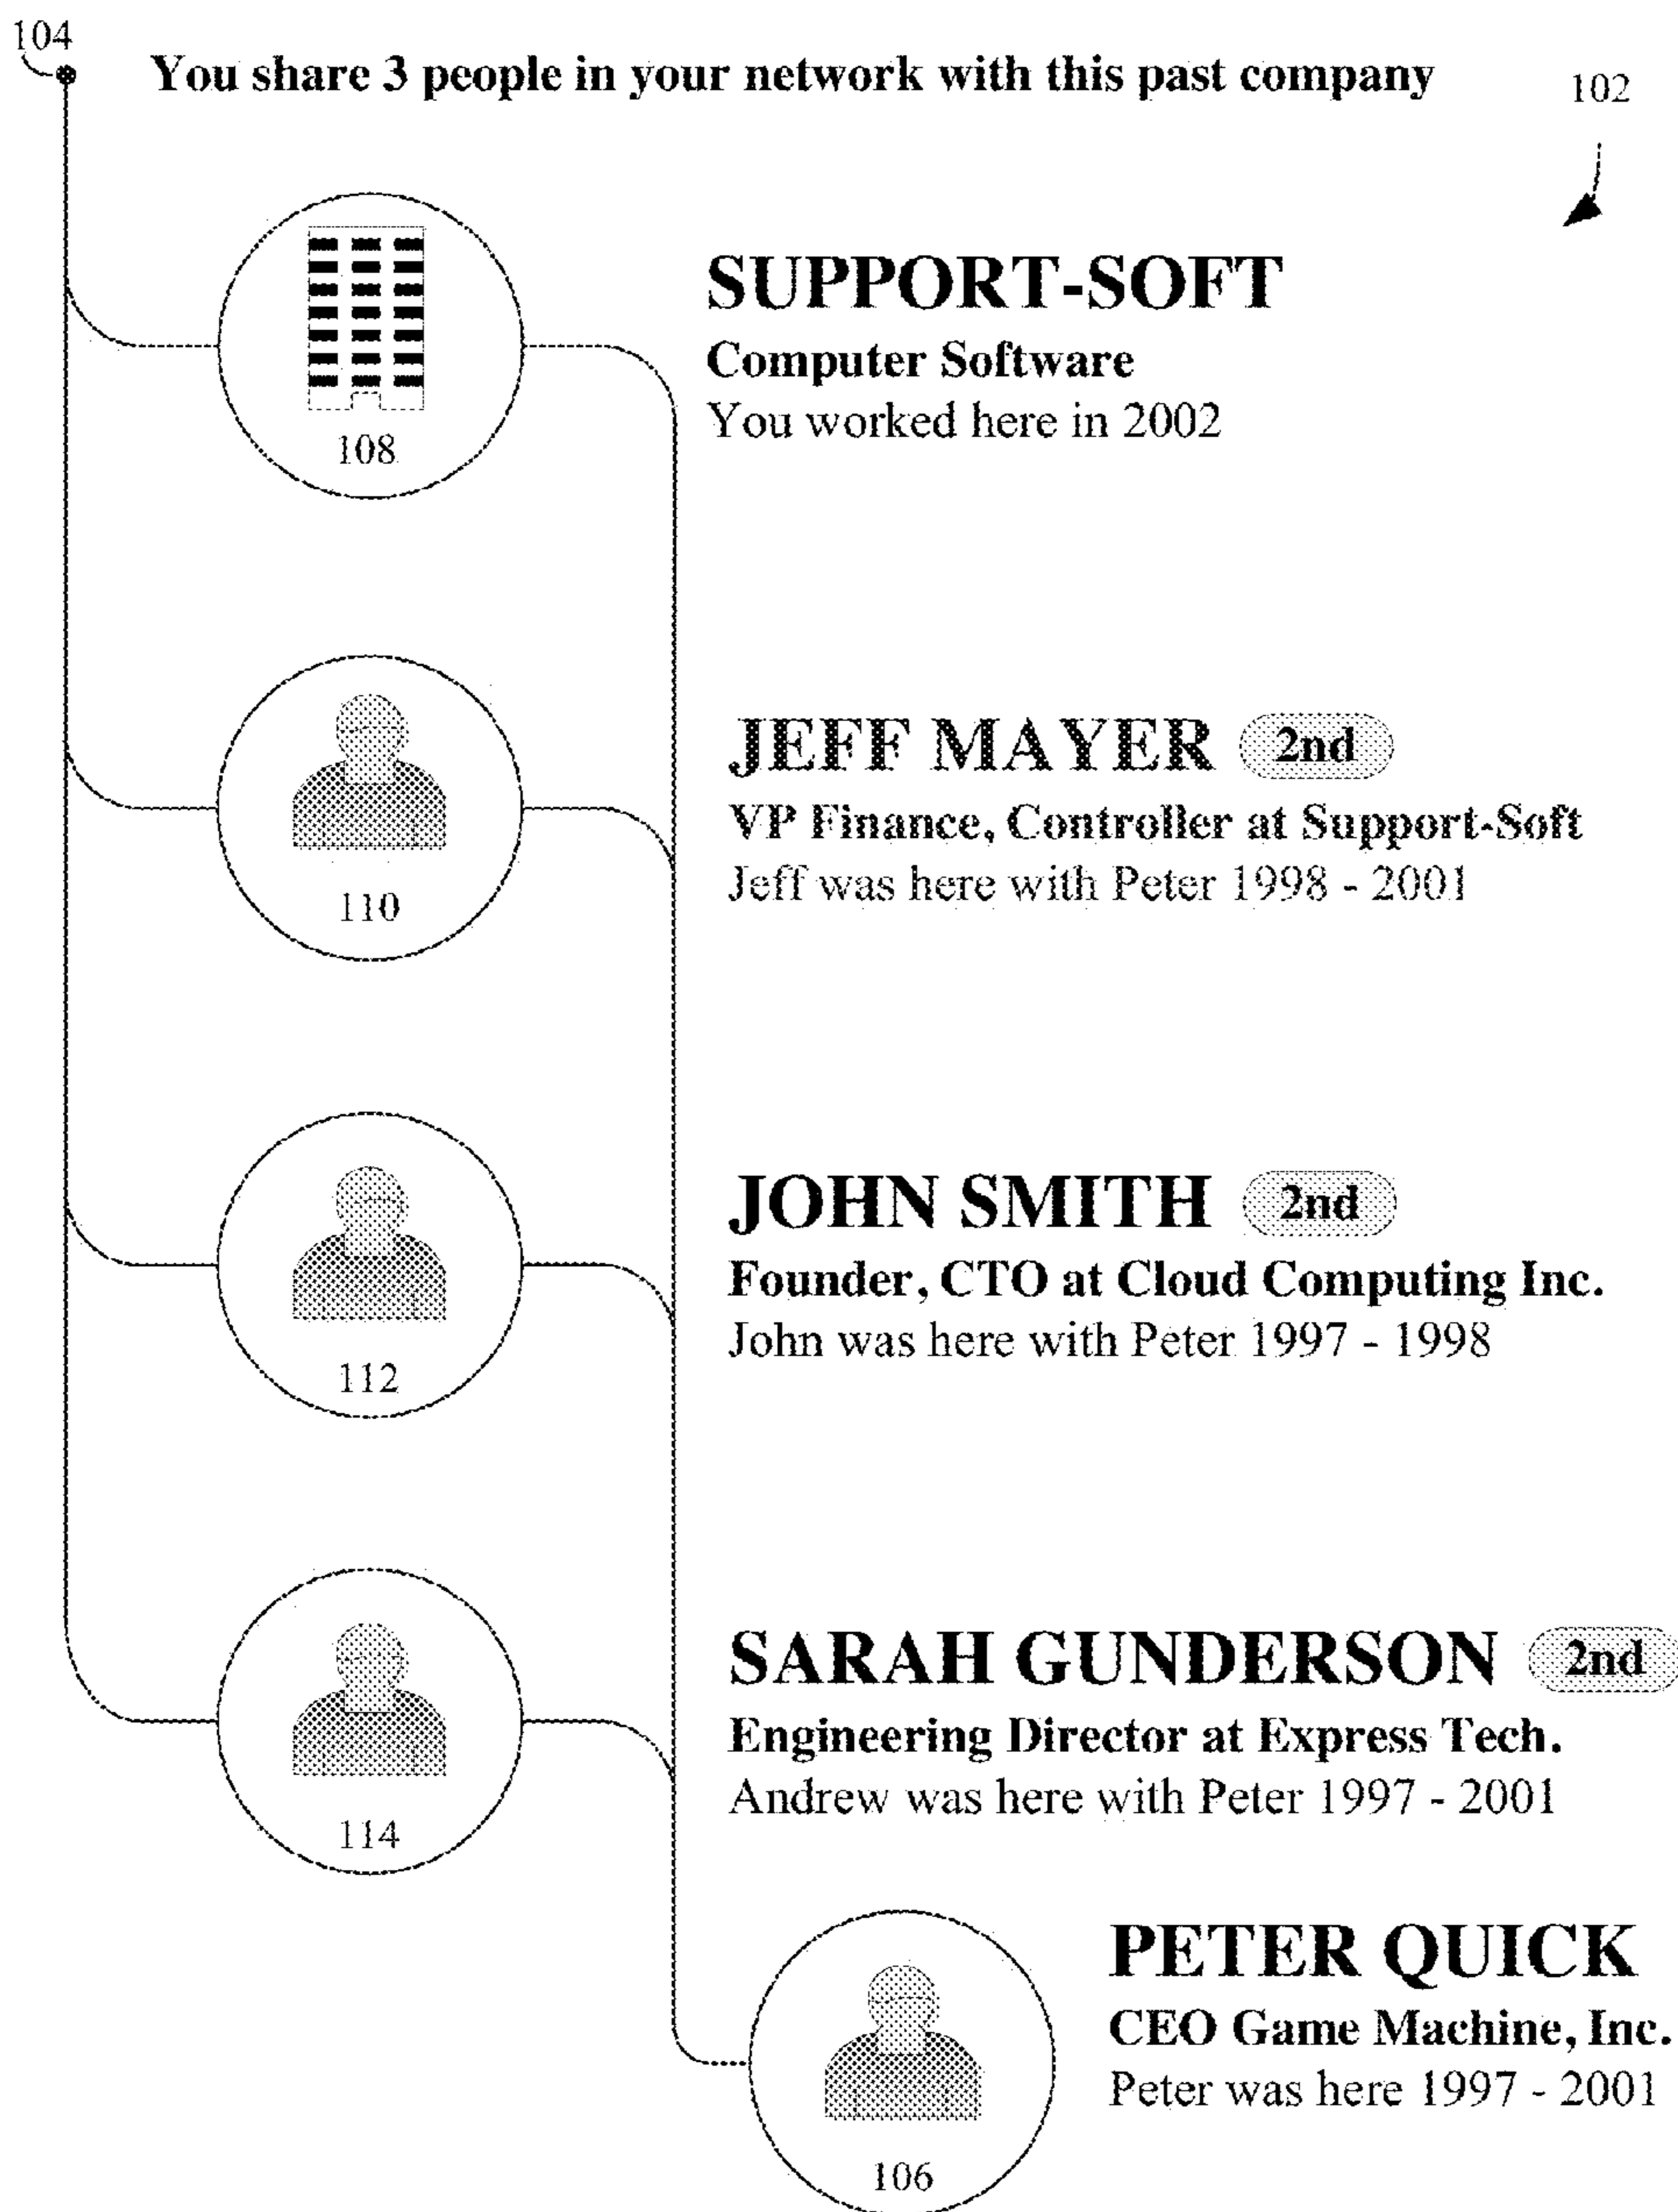 104
You share 3 people in your network with this past company
102
SUPPORT-SOFT
Computer Software
You worked here in 2002
108
JEFF MAYER 2nd
VP Finance, Controller at Support-Soft
Jeff was here with Peter 1998 - 2001
110
JOHN SMITH 2nd
Founder, CTO at Cloud Computing Inc.
John was here with Peter 1997 - 1998
112
SARAH GUNDERSON 2nd
Engineering Director at Express Tech.
Andrew was here with Peter 1997 - 2001
114
PETER QUICK
CEO Game Machine, Inc.
Peter was here 1997 - 2001
106